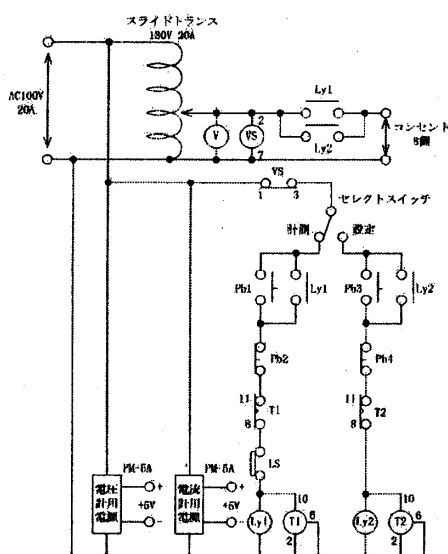 スライドトランス
130V 20A
AC100V
20A
Ly1
Ly2
V
VS
2
7
コンセント
8個
VS
1
3
セレクトスイッチ
計測
設定
Pb1
Ly1
Pb3
Ly2
Pb2
Pb4
11
T1
8
11
T2
8
LS
PM-5A
電圧計用電源
+
+5V
-
PM-5A
電流計用電源
+
+5V
-
Ly1
T1
10
6
2
Ly2
T2
10
6
2